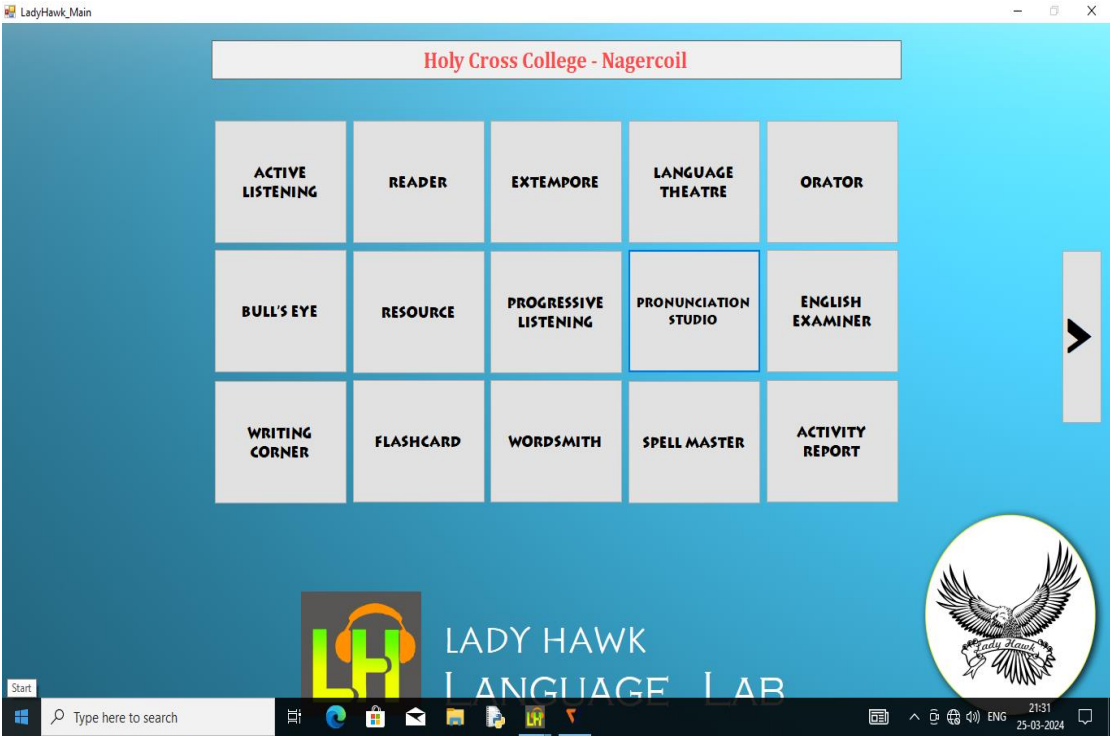 LadyHawk_Main
Holy Cross College - Nagercoil
ACTIVE
LISTENING
READER
EXTEMPORE
LANGUAGE
THEATRE
ORATOR
BULL'S EYE
RESOURCE
PROGRESSIVE
LISTENING
PRONUNCIATION
STUDIO
ENGLISH
EXAMINER
WRITING
CORNER
FLASHCARD
WORDSMITH
SPELL MASTER
ACTIVITY
REPORT
LH
LADY HAWK
LANGUAGE LAB
Lady Hawk
Start
Type here to search
LH
ENG
21:31
25-03-2024